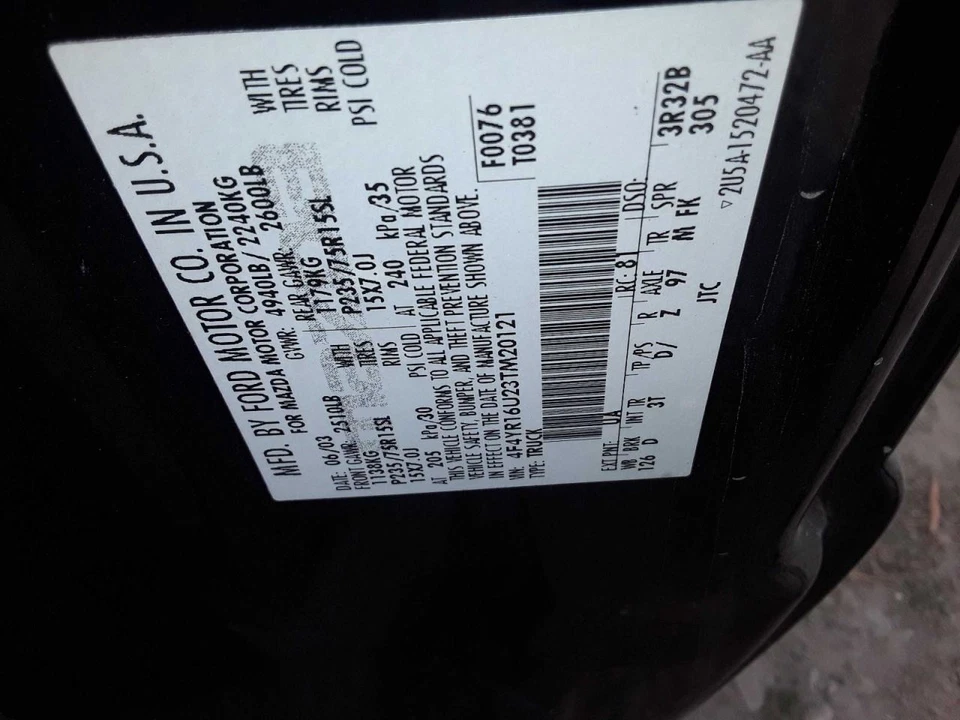 MFD. BY FORD MOTOR CO. IN U.S.A.
FOR MAZDA MOTOR CORPORATION
DATE: 06/03 GVWR: 4940LB/ 2240KG
FRONT GAWR: 2510LB REAR GAWR: 2600LB
1138KG WITH 1179KG WITH
P235/75R15SL TIRES P235/75R15SL TIRES
15X7.0J RIMS 15X7.0J RIMS
AT 205 kPa/30 PSI COLD AT 240 kPa/35 PSI COLD
THIS VEHICLE CONFORMS TO ALL APPLICABLE FEDERAL MOTOR
VEHICLE SAFETY, BUMPER, AND THEFT PREVENTION STANDARDS
IN EFFECT ON THE DATE OF MANUFACTURE SHOWN ABOVE.
VIN: 4F4YR16U23TM20121 F0076
TYPE: TRUCK T0381
EXT PNT: UA RC: 81 DSO:
WB BRK INT TR TP/PS R AXLE TR SPR 3R32B
126 D 3T D/ Z 97 M FK 305
JTC
▽2U5A-1520472-AA